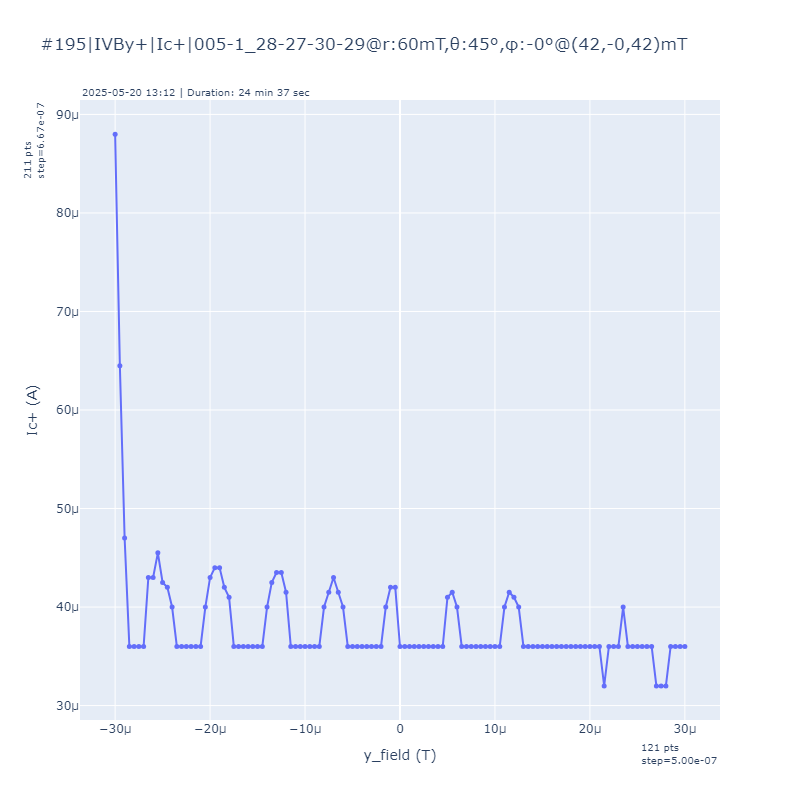 #195|IVBy+|Ic+|005-1_28-27-30-29@r:60mT,θ:45º,φ:-0º@(42,-0,42)mT
2025-05-20 13:12 | Duration: 24 min 37 sec
211 pts
step=6.67e-07
90μ
80μ
70μ
60μ
50μ
40μ
30μ
Ic+ (A)
−30μ
−20μ
−10μ
0
10μ
20μ
30μ
y_field (T)
121 pts
step=5.00e-07